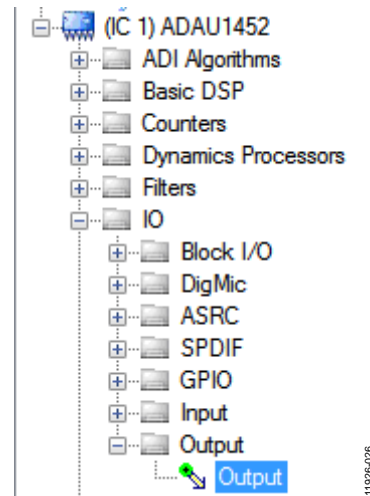 (IC 1) ADAU1452
ADI Algorithms
Basic DSP
Counters
Dynamics Processors
Filters
IO
Block I/O
DigMic
ASRC
SPDIF
GPIO
Input
Output
Output
11926-026